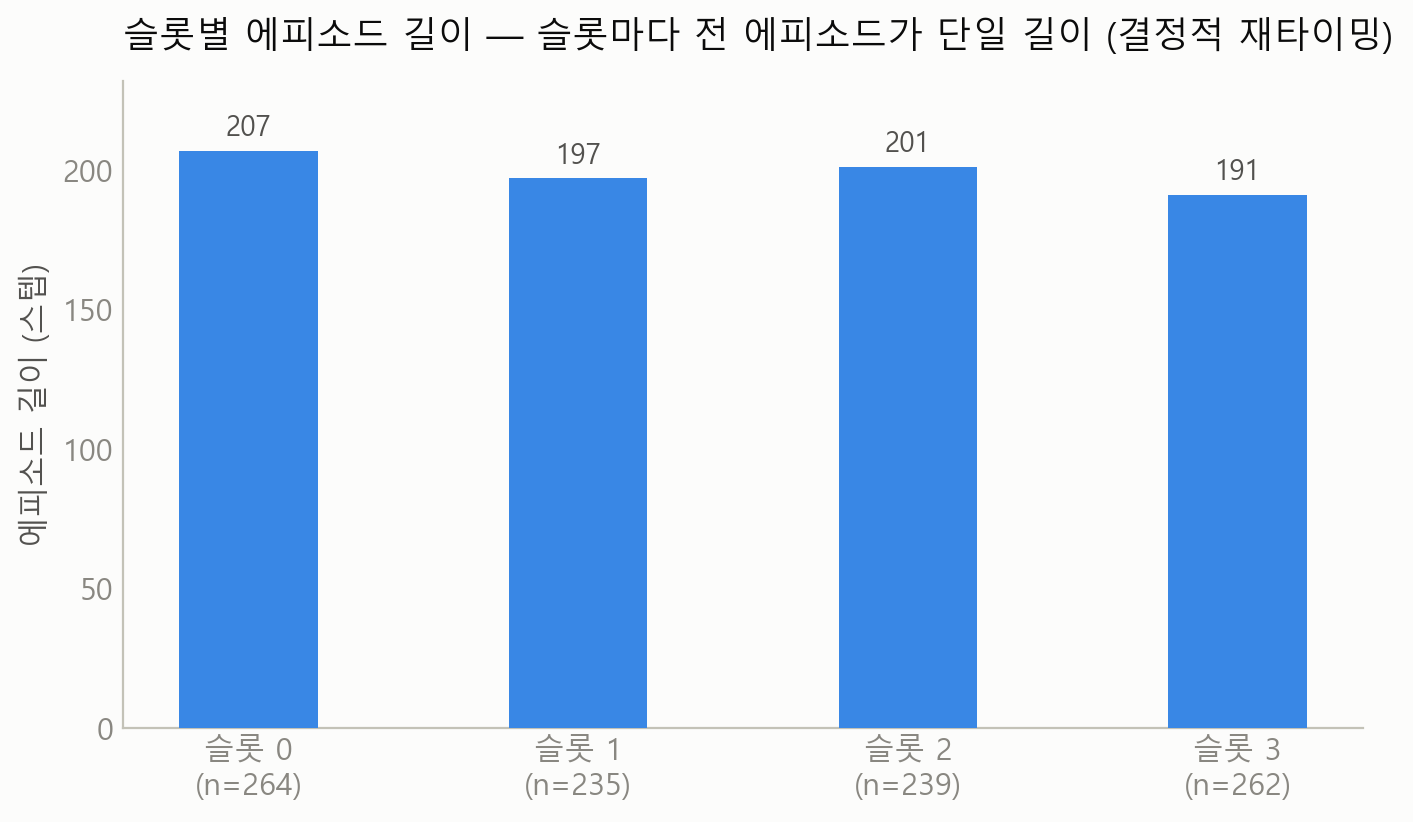 슬롯별 에피소드 길이 — 슬롯마다 전 에피소드가 단일 길이 (결정적 재타이밍)
에피소드 길이 (스텝)
200
150
100
50
0
207
197
201
191
슬롯 0
(n=264)
슬롯 1
(n=235)
슬롯 2
(n=239)
슬롯 3
(n=262)